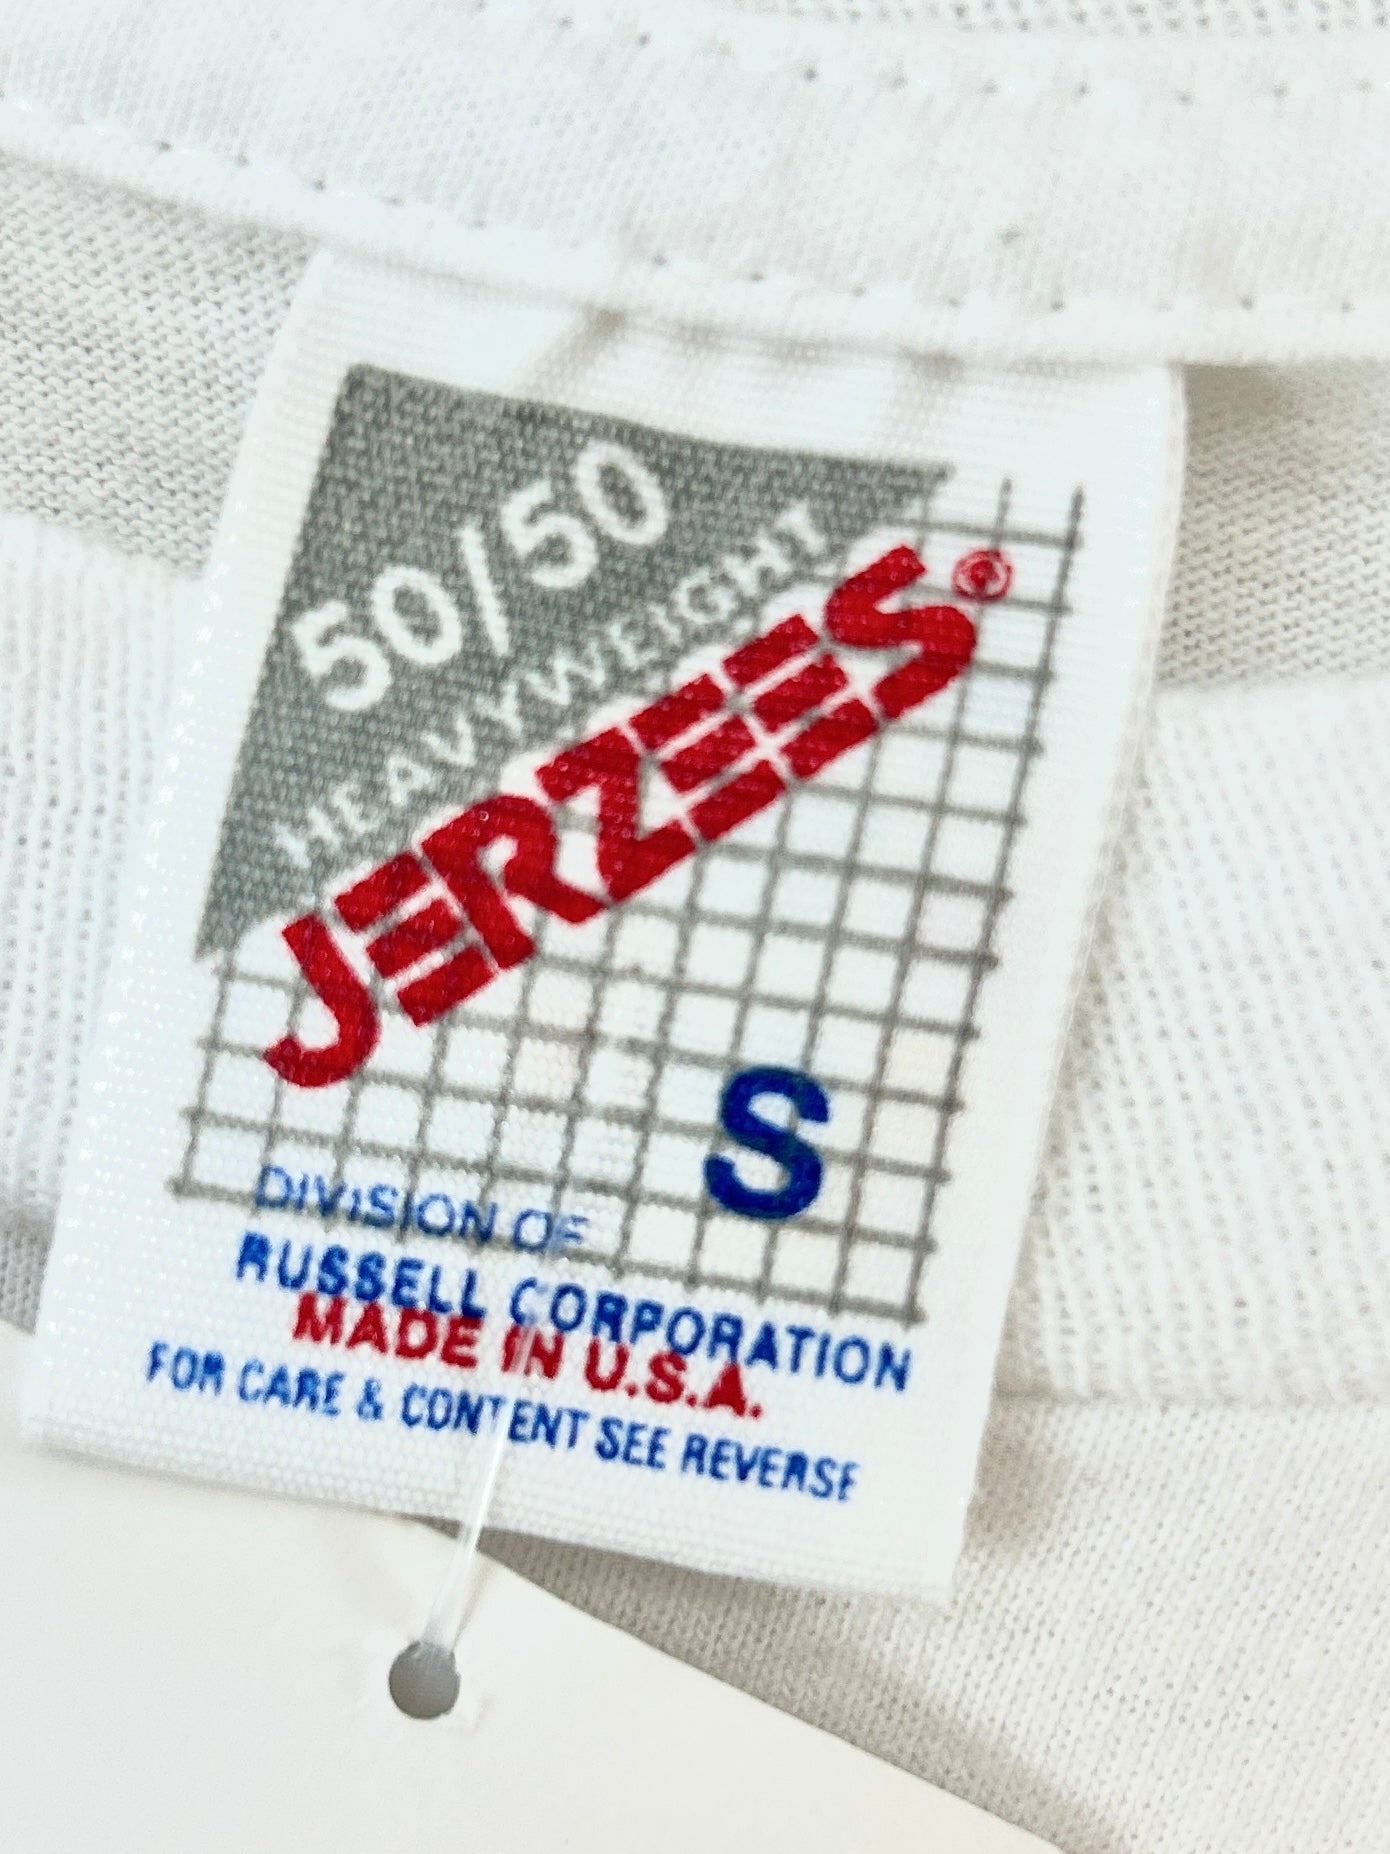 50/50
HEAVYWEIGHT
JERZEES®
S
DIVISION OF
RUSSELL CORPORATION
MADE IN U.S.A.
FOR CARE & CONTENT SEE REVERSE